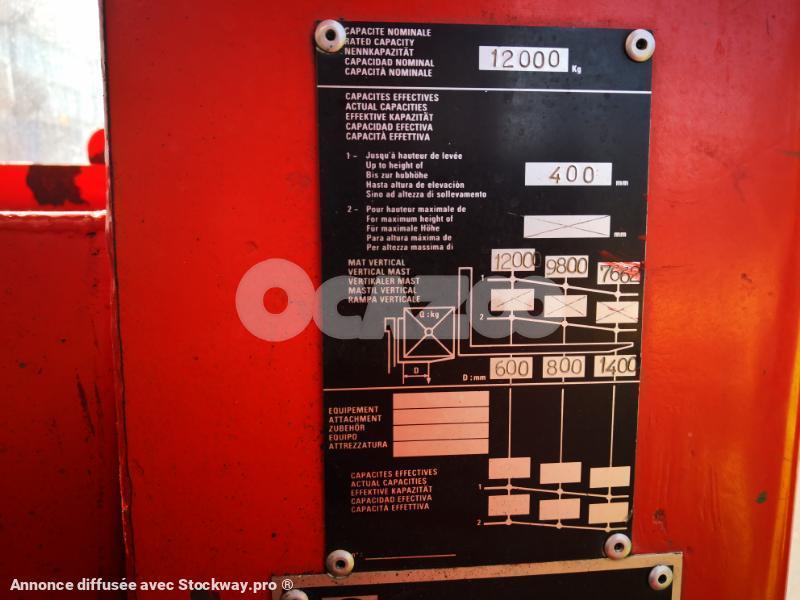 CAPACITE NOMINALE
RATED CAPACITY
NENNKAPAZITÄT
CAPACIDAD NOMINAL
CAPACITÀ NOMINALE
12000 Kg
CAPACITES EFFECTIVES
ACTUAL CAPACITIES
EFFEKTIVE KAPAZITÄT
CAPACIDAD EFECTIVA
CAPACITÀ EFFETTIVA
1 - Jusqu'à hauteur de levée
Up to height of
Bis zur hubhöhe
Hasta altura de elevaciòn
Sino ad altezza di sollevamento
400 mm
2 - Pour hauteur maximale de
For maximum height of
Für maximale Höhe
Para altura máxima de
Per altezza massima di
mm
MAT VERTICAL
VERTICAL MAST
VERTIKALER MAST
MASTIL VERTICAL
RAMPA VERTICALE
12000 9800 7662
1
2
Q : kg
D
D : mm 600 800 1400
OCAZOO
EQUIPEMENT
ATTACHMENT
ZUBEHÖR
EQUIPO
ATTREZZATURA
CAPACITES EFFECTIVES
ACTUAL CAPACITIES
EFFEKTIVE KAPAZITÄT
CAPACIDAD EFECTIVA
CAPACITÀ EFFETTIVA
1
2
Annonce diffusée avec Stockway.pro ®